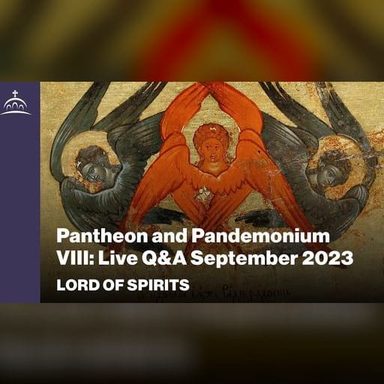 Pantheon and Pandemonium
VIII: Live Q&A September 2023
LORD OF SPIRITS